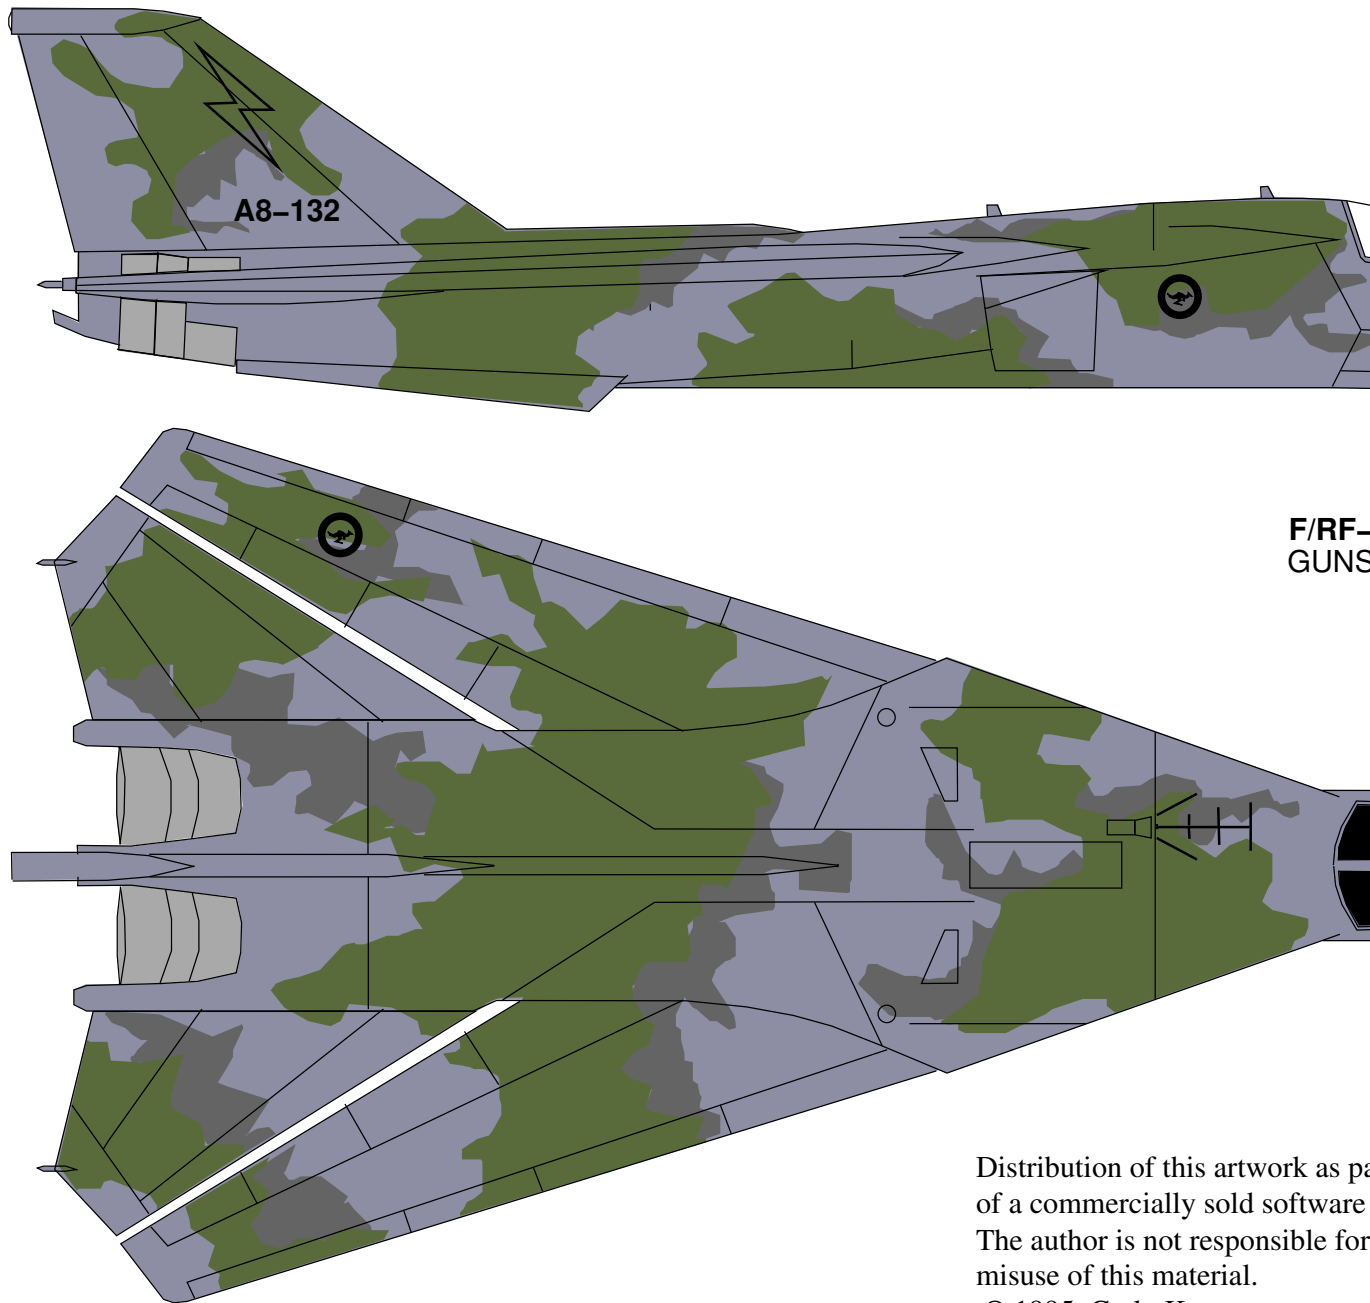 A8–132
F/RF–
GUNS
Distribution of this artwork as pa
of a commercially sold software
The author is not responsible for
misuse of this material.